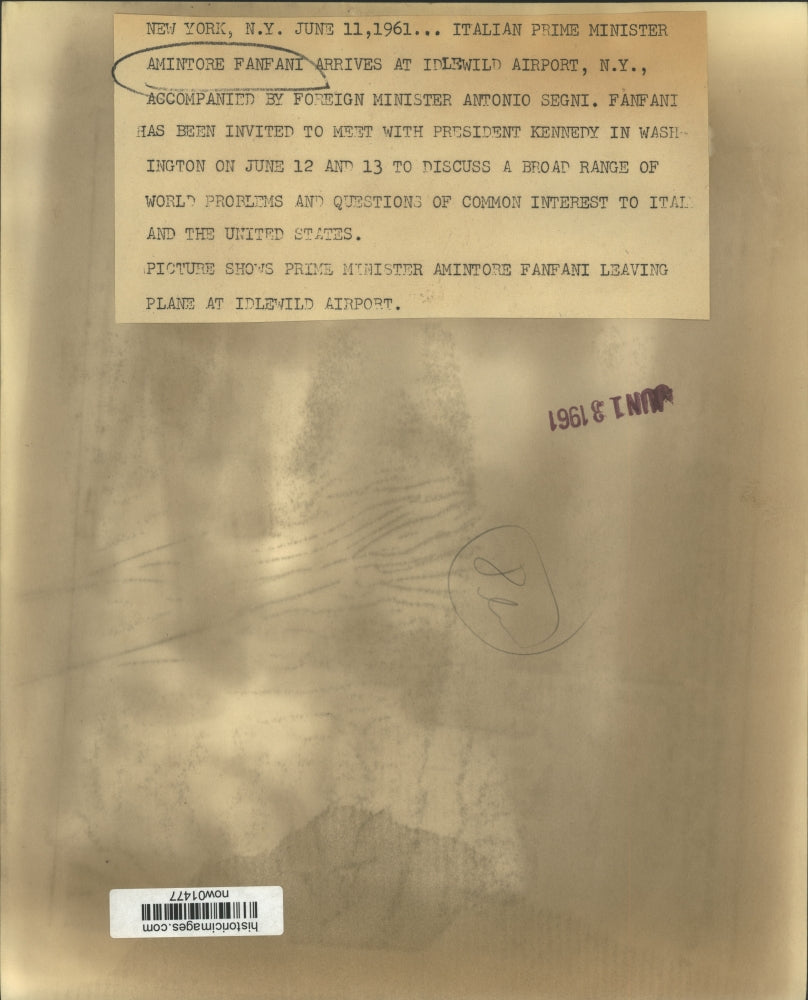 NEW YORK, N.Y. JUNE 11,1961... ITALIAN PRIME MINISTER
AMINTORE FANFANI ARRIVES AT IDLEWILD AIRPORT, N.Y.,
ACCOMPANIED BY FOREIGN MINISTER ANTONIO SEGNI. FANFANI
HAS BEEN INVITED TO MEET WITH PRESIDENT KENNEDY IN WASH-
INGTON ON JUNE 12 AND 13 TO DISCUSS A BROAD RANGE OF
WORLD PROBLEMS AND QUESTIONS OF COMMON INTEREST TO ITAL
AND THE UNITED STATES.
PICTURE SHOWS PRIME MINISTER AMINTORE FANFANI LEAVING
PLANE AT IDLEWILD AIRPORT.
JUN 13 1961
historicimages.com
now01477